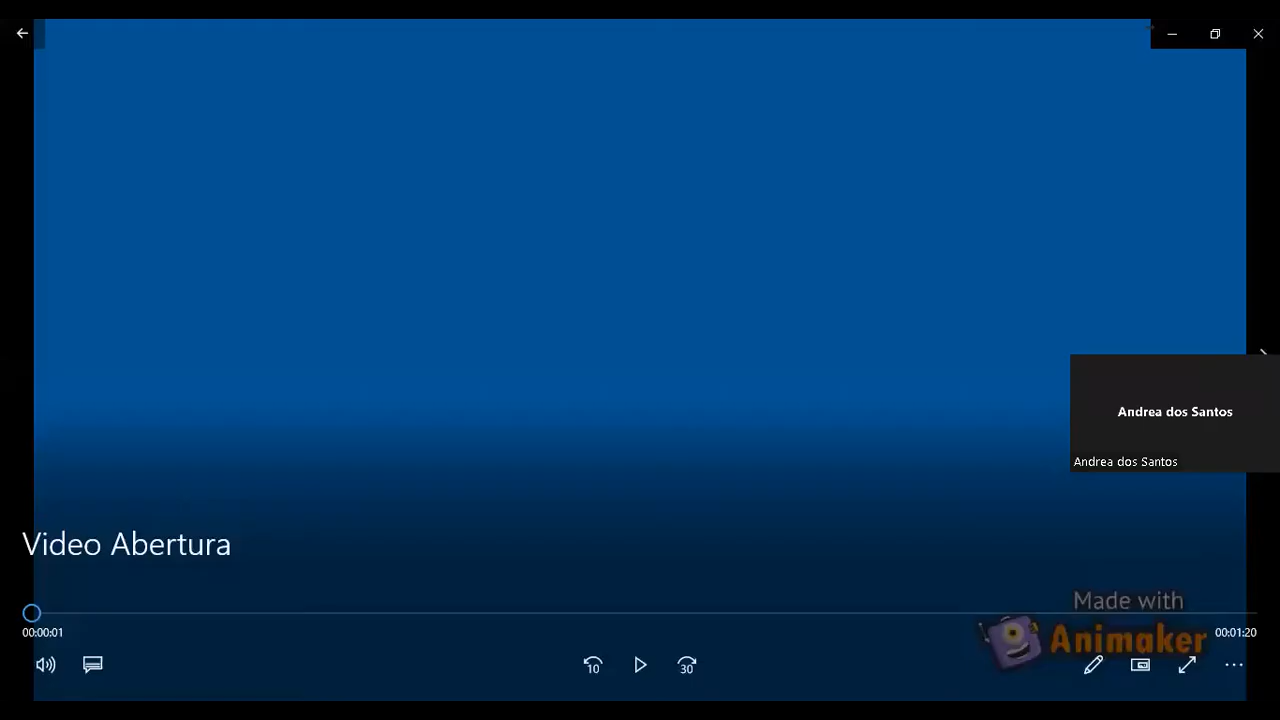 Andrea dos Santos
Andrea dos Santos
Video Abertura
Made with
Animaker
00:00:01
00:01:20
10
30